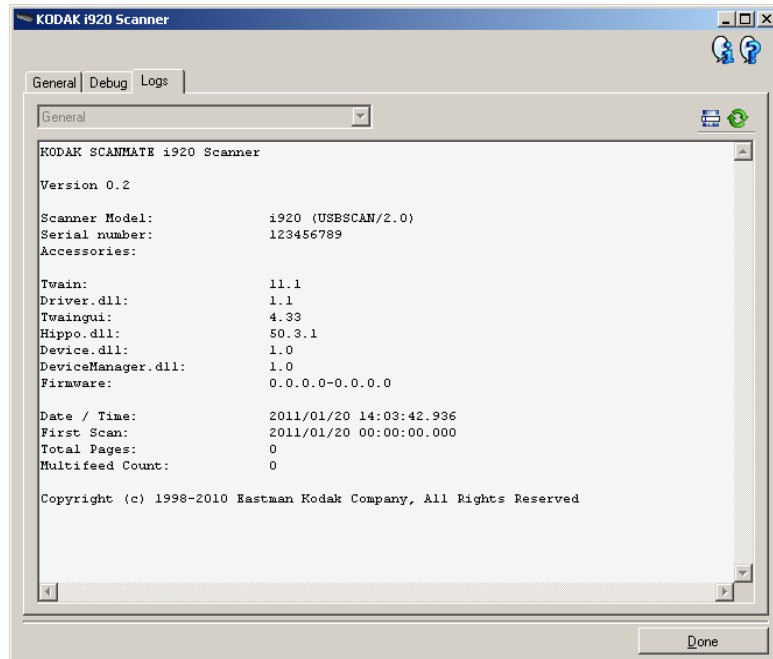 KODAK i920 Scanner
General Debug Logs
General
KODAK SCANMATE i920 Scanner
Version 0.2
Scanner Model: i920 (USBSCAN/2.0)
Serial number: 123456789
Accessories:
Twain: 11.1
Driver.dll: 1.1
Twaingui: 4.33
Hippo.dll: 50.3.1
Device.dll: 1.0
DeviceManager.dll: 1.0
Firmware: 0.0.0.0-0.0.0.0
Date / Time: 2011/01/20 14:03:42.936
First Scan: 2011/01/20 00:00:00.000
Total Pages: 0
Multifeed Count: 0
Copyright (c) 1998-2010 Eastman Kodak Company, All Rights Reserved
Done